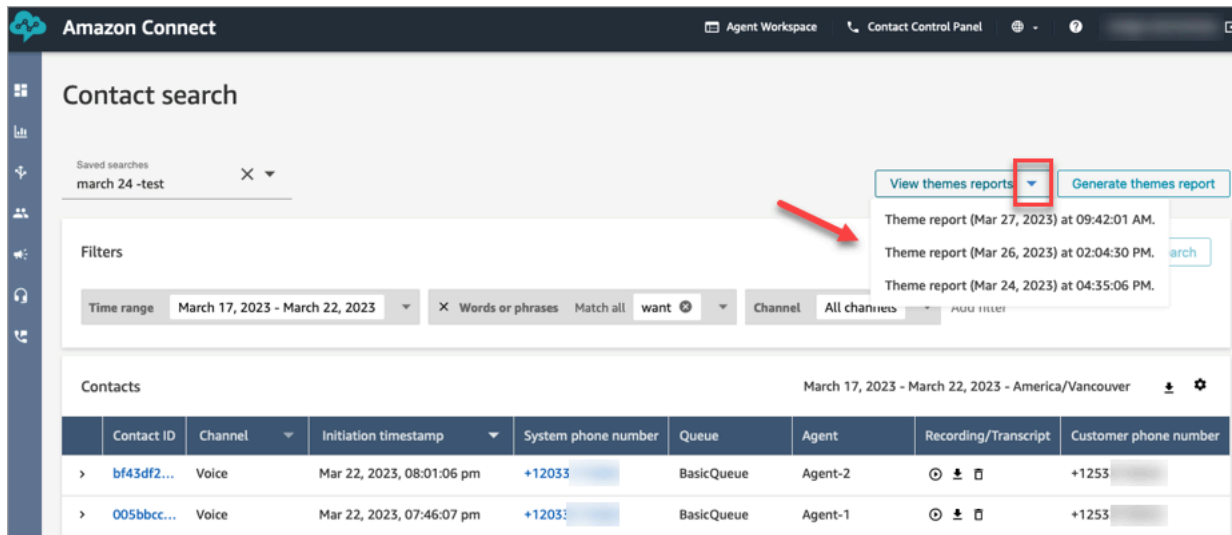 Amazon Connect
Agent Workspace
Contact Control Panel
Contact search
Saved searches
march 24 -test
View themes reports
Generate themes report
Theme report (Mar 27, 2023) at 09:42:01 AM.
Theme report (Mar 26, 2023) at 02:04:30 PM.
Theme report (Mar 24, 2023) at 04:35:06 PM.
Filters
Time range March 17, 2023 - March 22, 2023 Words or phrases Match all want Channel All channels Add filter
Contacts
March 17, 2023 - March 22, 2023 - America/Vancouver
Contact ID Channel Initiation timestamp System phone number Queue Agent Recording/Transcript Customer phone number
bf43df2... Voice Mar 22, 2023, 08:01:06 pm +12033 BasicQueue Agent-2 +1253
005bbcc... Voice Mar 22, 2023, 07:46:07 pm +12033 BasicQueue Agent-1 +1253